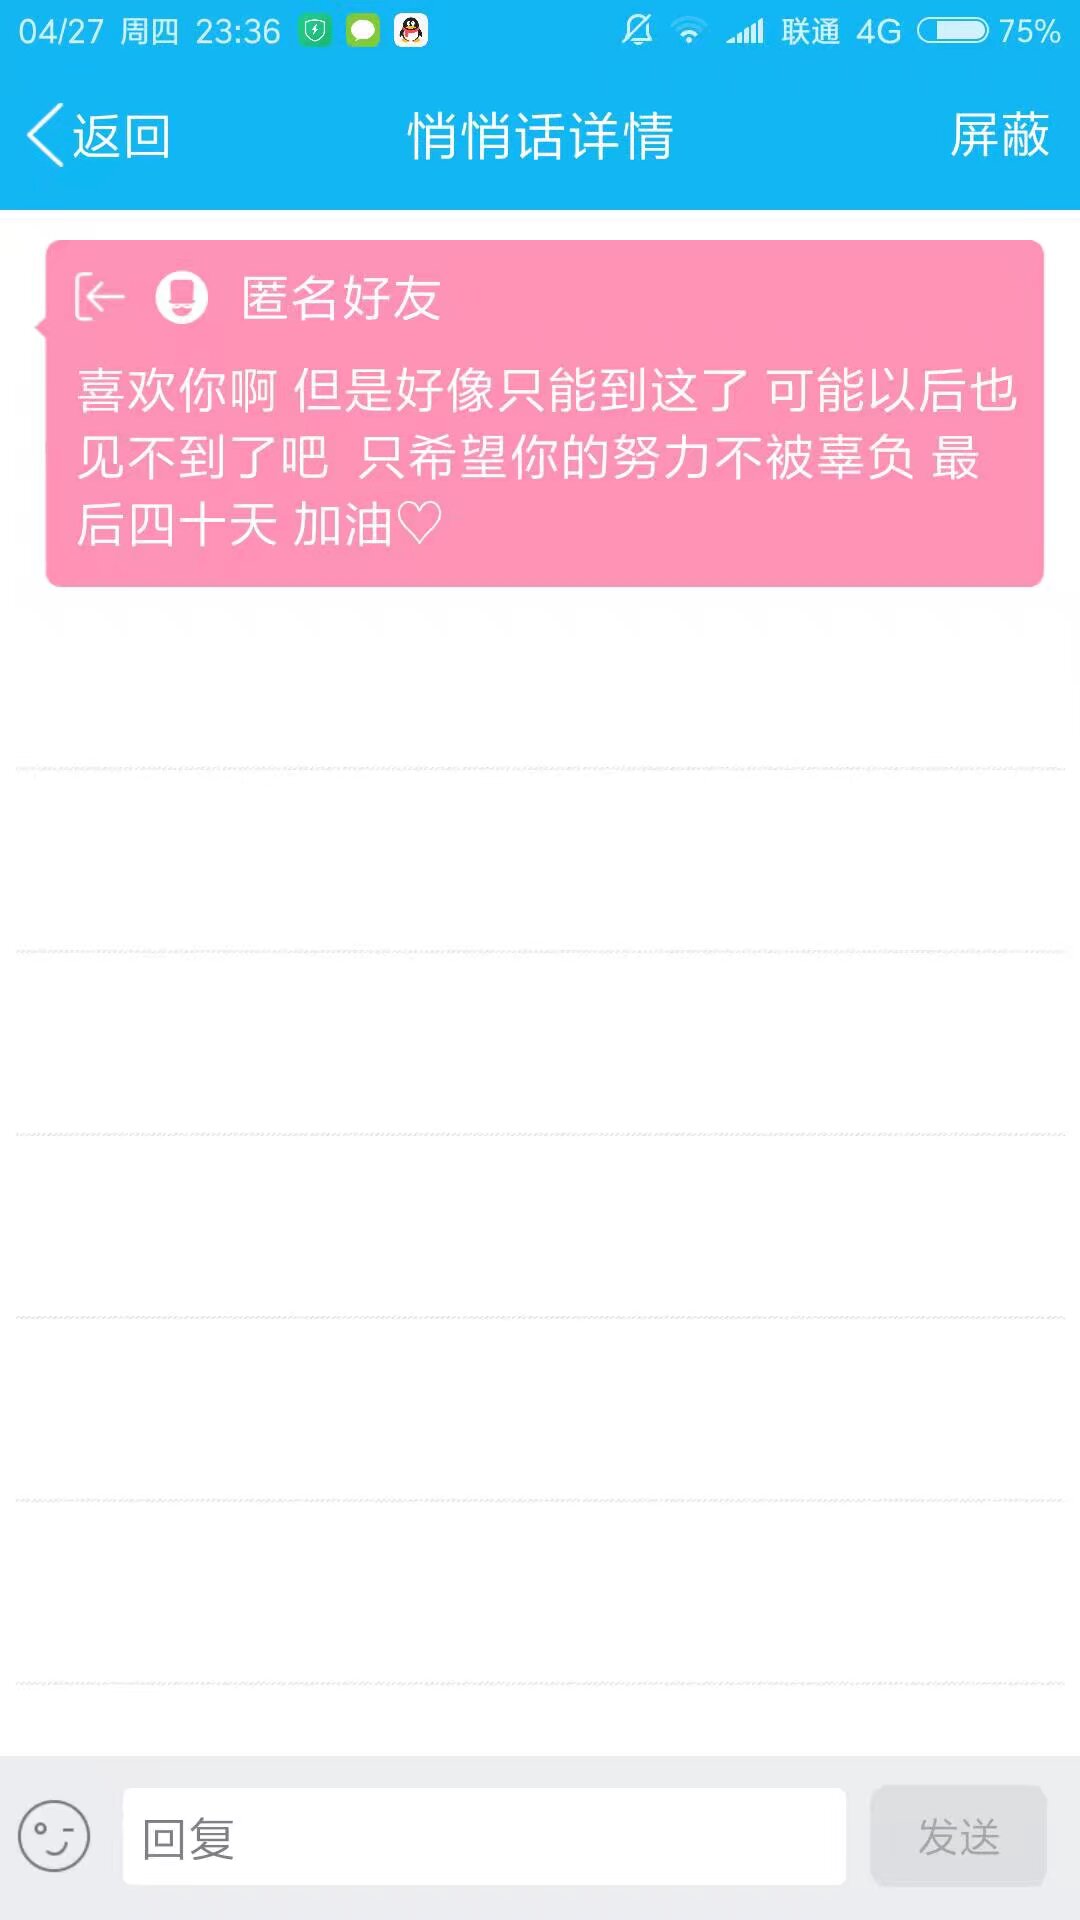 04/27 周四 23:36 联通 4G 75%
返回 悄悄话详情 屏蔽
匿名好友
喜欢你啊 但是好像只能到这了 可能以后也
见不到了吧 只希望你的努力不被辜负 最
后四十天 加油♡
回复 发送